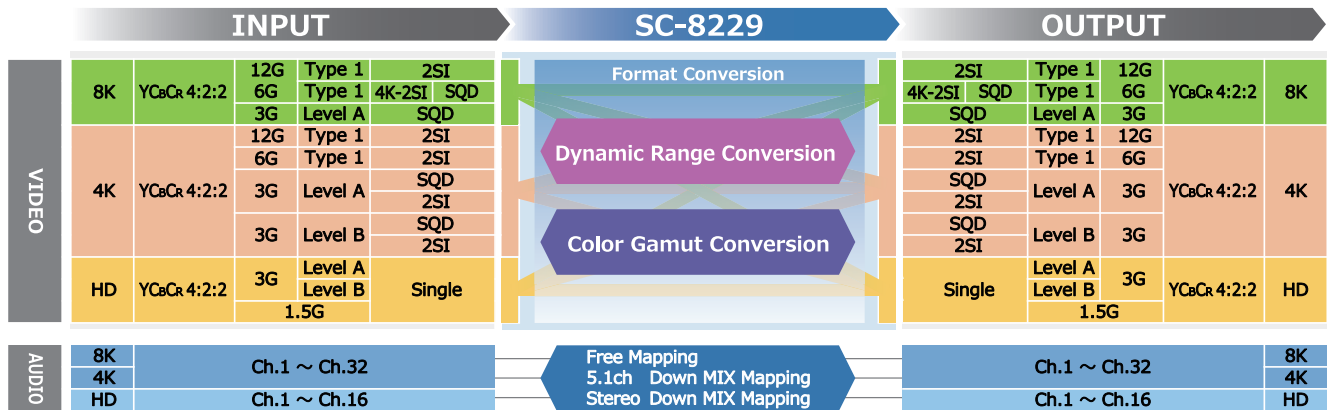 INPUT SC-8229 OUTPUT
VIDEO
8K YCBCR 4:2:2 12G Type 1 2SI
6G Type 1 4K-2SI SQD
3G Level A SQD
4K YCBCR 4:2:2 12G Type 1 2SI
6G Type 1 2SI
3G Level A SQD
2SI
3G Level B SQD
2SI
HD YCBCR 4:2:2 3G Level A Single
Level B
1.5G
Format Conversion
Dynamic Range Conversion
Color Gamut Conversion
2SI Type 1 12G YCBCR 4:2:2 8K
4K-2SI SQD Type 1 6G
SQD Level A 3G
2SI Type 1 12G YCBCR 4:2:2 4K
2SI Type 1 6G
SQD Level A 3G
2SI
SQD Level B 3G
2SI
Single Level A 3G YCBCR 4:2:2 HD
Level B
1.5G
AUDIO
8K Ch.1 ~ Ch.32
4K
HD Ch.1 ~ Ch.16
Free Mapping
5.1ch Down MIX Mapping
Stereo Down MIX Mapping
Ch.1 ~ Ch.32 8K
4K
Ch.1 ~ Ch.16 HD